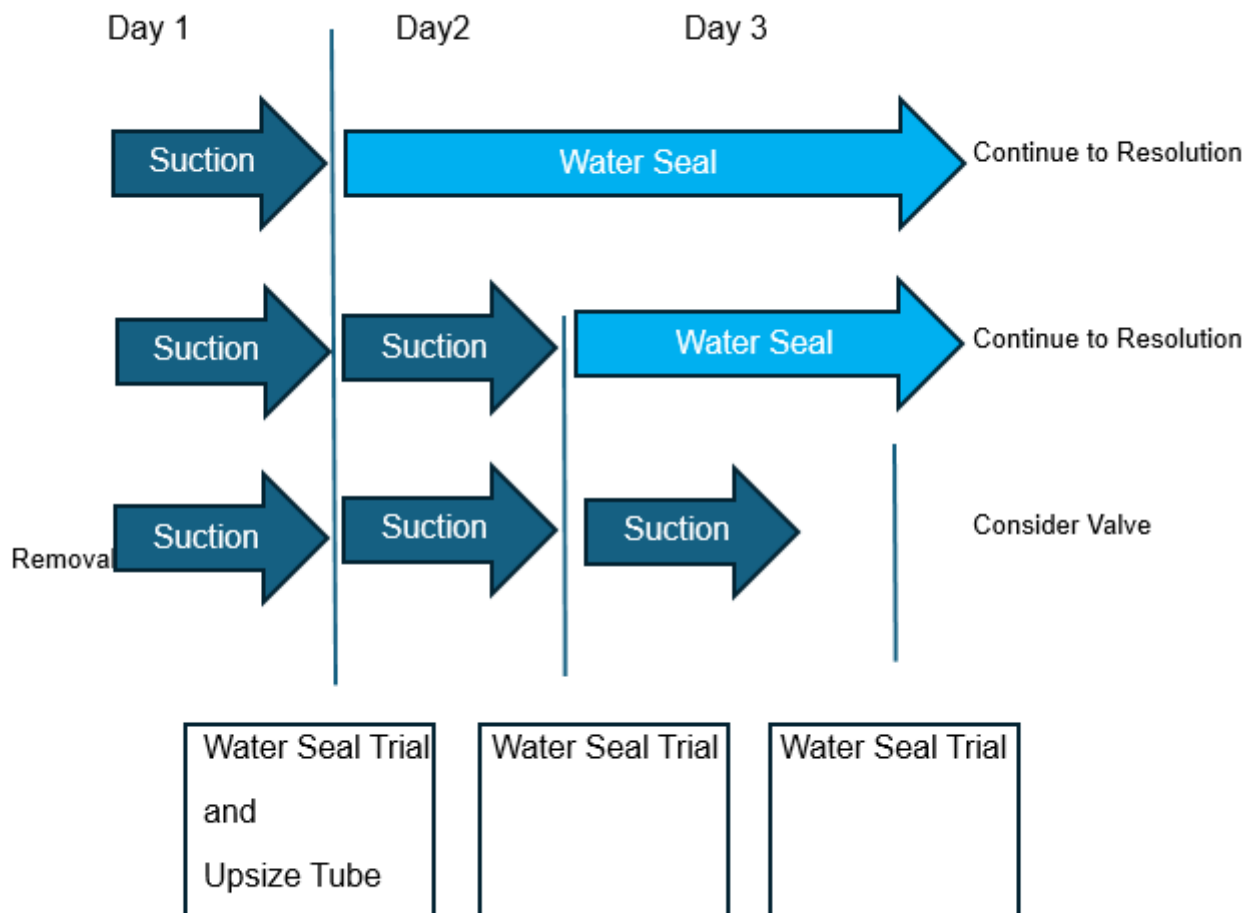 Day 1
Day2
Day 3
Suction
Water Seal
Continue to Resolution
Suction
Suction
Water Seal
Continue to Resolution
Removal
Suction
Suction
Suction
Consider Valve
Water Seal Trial
and
Upsize Tube
Water Seal Trial
Water Seal Trial